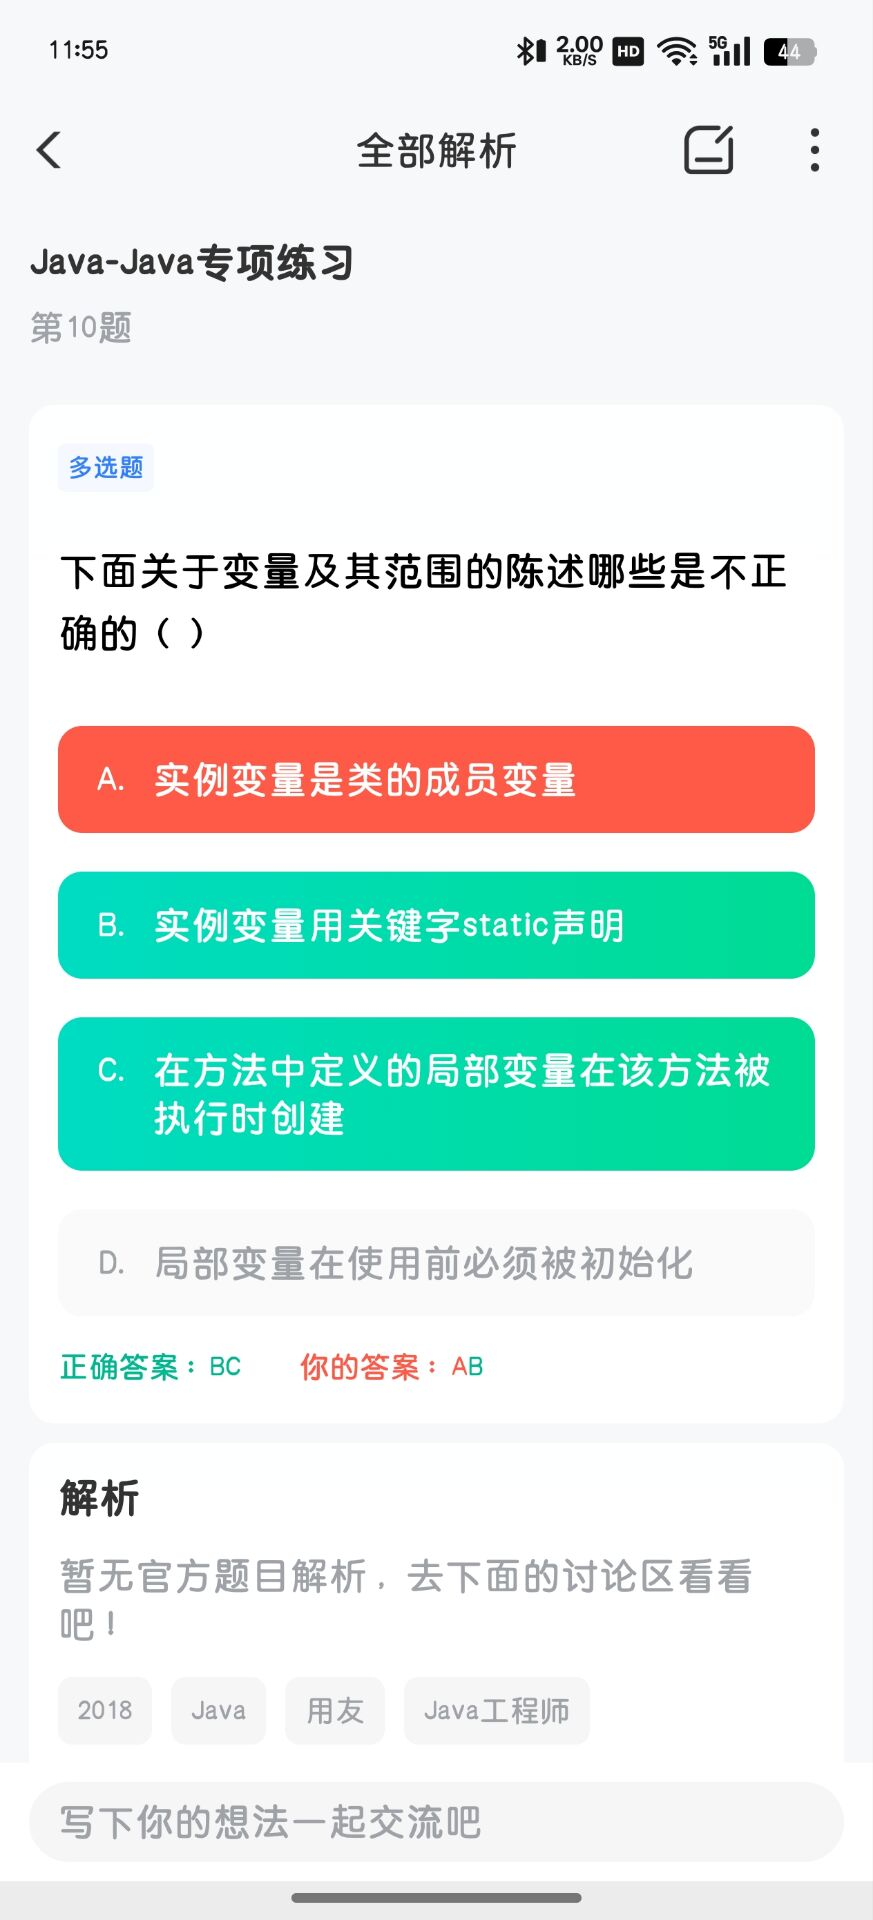 11:55
2.00 KB/S HD 5G 44
全部解析
Java-Java专项练习
第10题
多选题
下面关于变量及其范围的陈述哪些是不正
确的（ ）
A. 实例变量是类的成员变量
B. 实例变量用关键字static声明
C. 在方法中定义的局部变量在该方法被
执行时创建
D. 局部变量在使用前必须被初始化
正确答案：BC 你的答案：AB
解析
暂无官方题目解析，去下面的讨论区看看
吧！
2018 Java 用友 Java工程师
写下你的想法一起交流吧